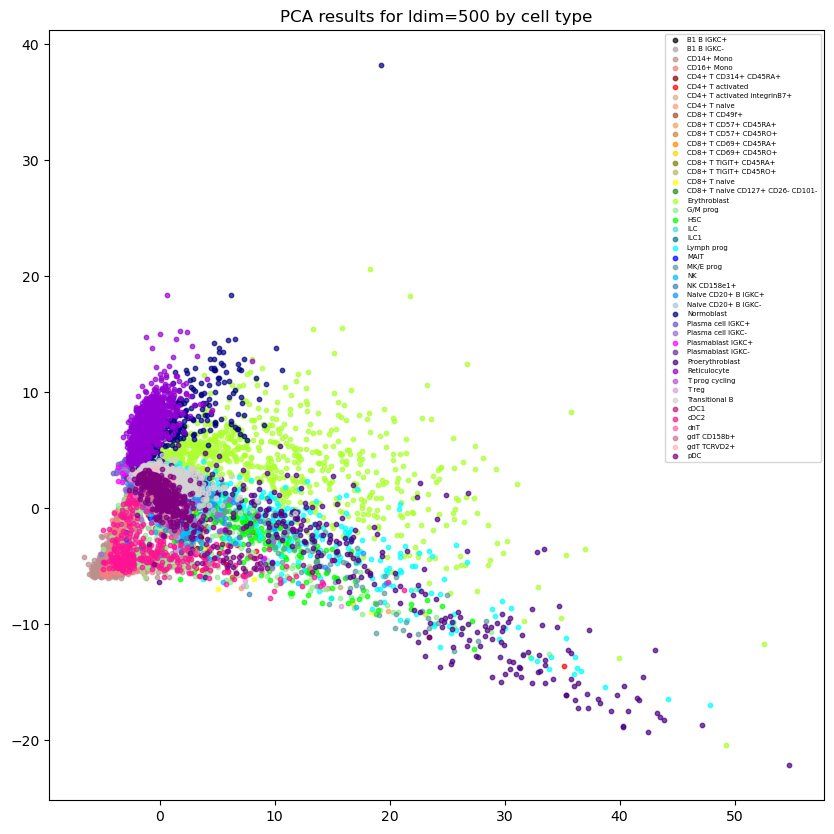 PCA results for ldim=500 by cell type
40
30
20
10
0
−10
−20
0
10
20
30
40
50
B1 B IGKC+
B1 B IGKC-
CD14+ Mono
CD16+ Mono
CD4+ T CD314+ CD45RA+
CD4+ T activated
CD4+ T activated integrinB7+
CD4+ T naive
CD8+ T CD49f+
CD8+ T CD57+ CD45RA+
CD8+ T CD57+ CD45RO+
CD8+ T CD69+ CD45RA+
CD8+ T CD69+ CD45RO+
CD8+ T TIGIT+ CD45RA+
CD8+ T TIGIT+ CD45RO+
CD8+ T naive
CD8+ T naive CD127+ CD26- CD101-
Erythroblast
G/M prog
HSC
ILC
ILC1
Lymph prog
MAIT
MK/E prog
NK
NK CD158e1+
Naive CD20+ B IGKC+
Naive CD20+ B IGKC-
Normoblast
Plasma cell IGKC+
Plasma cell IGKC-
Plasmablast IGKC+
Plasmablast IGKC-
Proerythroblast
Reticulocyte
T prog cycling
T reg
Transitional B
cDC1
cDC2
dnT
gdT CD158b+
gdT TCRVD2+
pDC